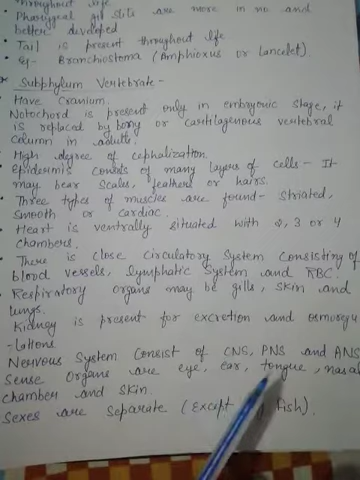 throughout life
Pharyngal gill slits are more in no and
better developed
• Tail is present throughout life
• Eg - Branchiostoma (Amphioxus or Lancelet)
* Subphylum Vertebrate -
• Have Cranium.
Notochord is present only in embryonic stage, it
is replaced by bony or cartilagenous vertebral
column in adults.
• High degree of cephalization.
• Epidermis consists of many layers of cells - It
may bear scales, feathers or hairs.
• Three types of muscles are found - Striated,
Smooth or Cardiac.
• Heart is ventrally situated with 2, 3 or 4
chambers.
• There is close circulatory system consisting of
blood vessels, lymphatic system and RBC.
• Respiratory organs may be gills, skin and
lungs.
Kidney is present for excretion and osmoregu
-lations
Nervous System consist of CNS, PNS and ANS
Sense Organs are eye, ear, tongue, nasal
chamber and skin.
Sexes are Separate (Except fish).